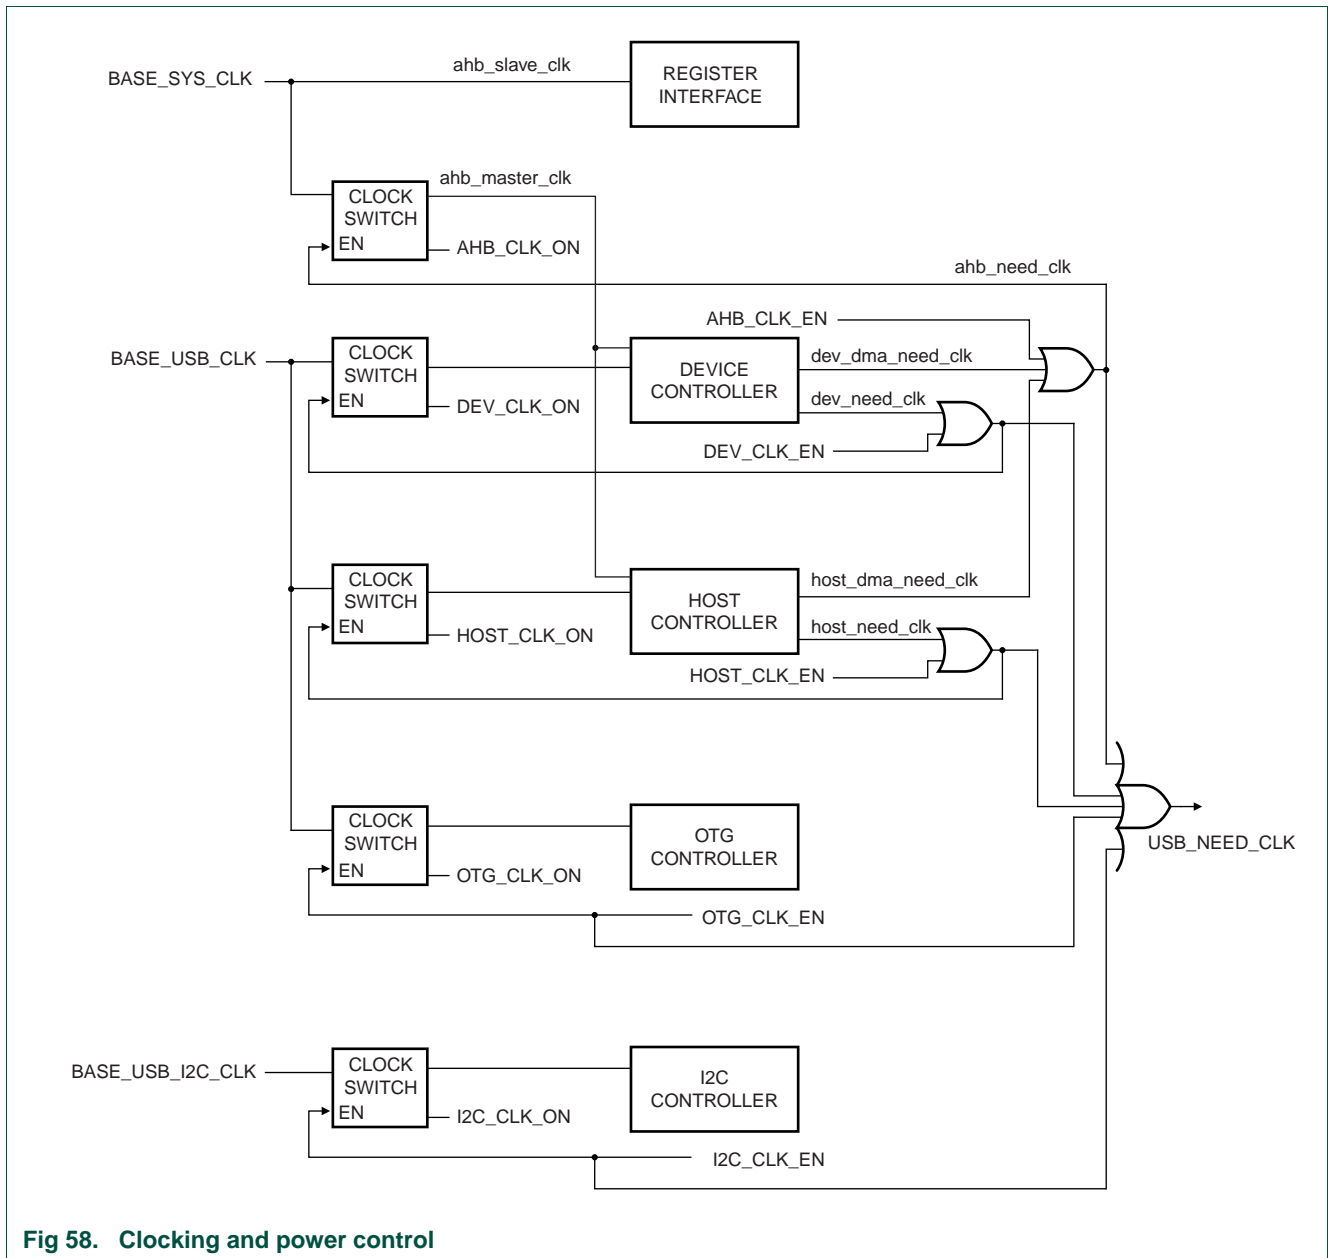 BASE_SYS_CLK
ahb_slave_clk
REGISTER
INTERFACE
CLOCK
SWITCH
EN
ahb_master_clk
AHB_CLK_ON
ahb_need_clk
AHB_CLK_EN
BASE_USB_CLK
CLOCK
SWITCH
EN
DEV_CLK_ON
DEVICE
CONTROLLER
dev_dma_need_clk
dev_need_clk
DEV_CLK_EN
CLOCK
SWITCH
EN
HOST_CLK_ON
HOST
CONTROLLER
host_dma_need_clk
host_need_clk
HOST_CLK_EN
CLOCK
SWITCH
EN
OTG_CLK_ON
OTG
CONTROLLER
OTG_CLK_EN
USB_NEED_CLK
BASE_USB_I2C_CLK
CLOCK
SWITCH
EN
I2C_CLK_ON
I2C
CONTROLLER
I2C_CLK_EN
Fig 58. Clocking and power control